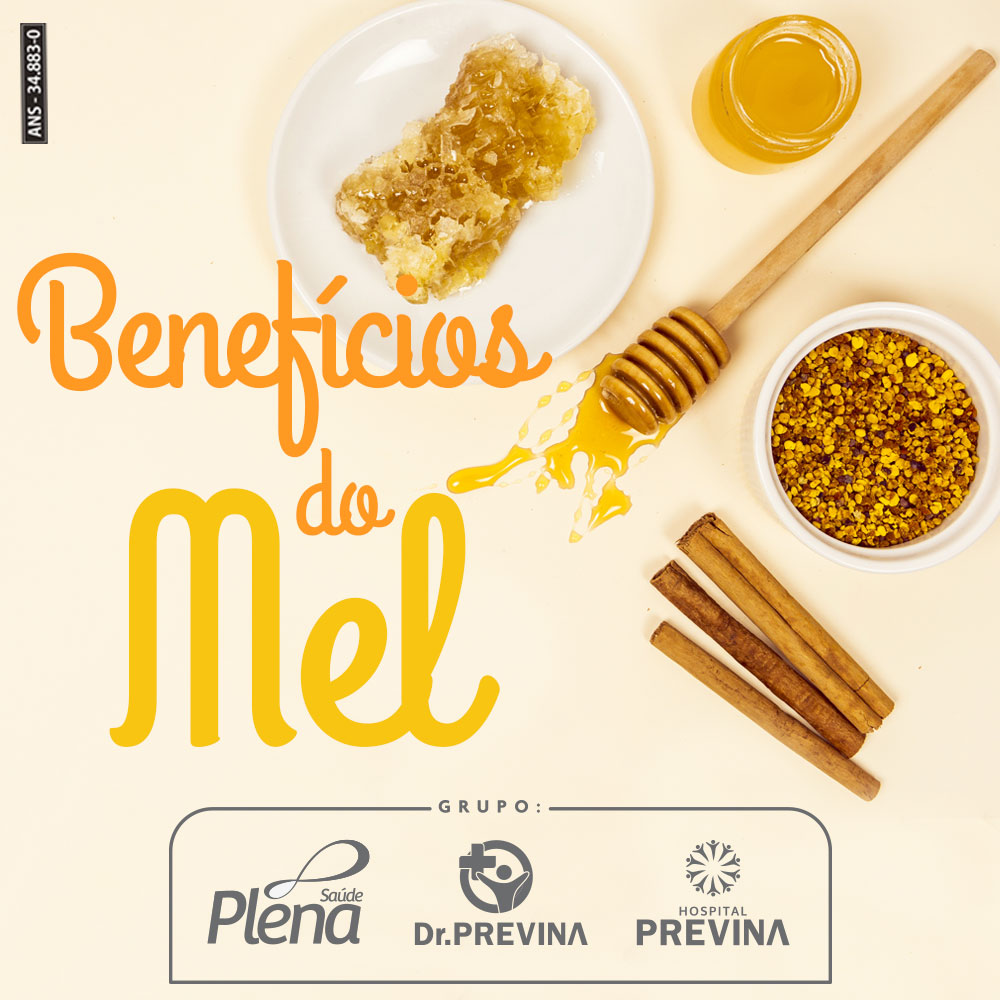 ANS - 34.883-0
Benefícios
do
Mel
GRUPO:
Saúde
Plena
Dr.PREVINA
HOSPITAL
PREVINA